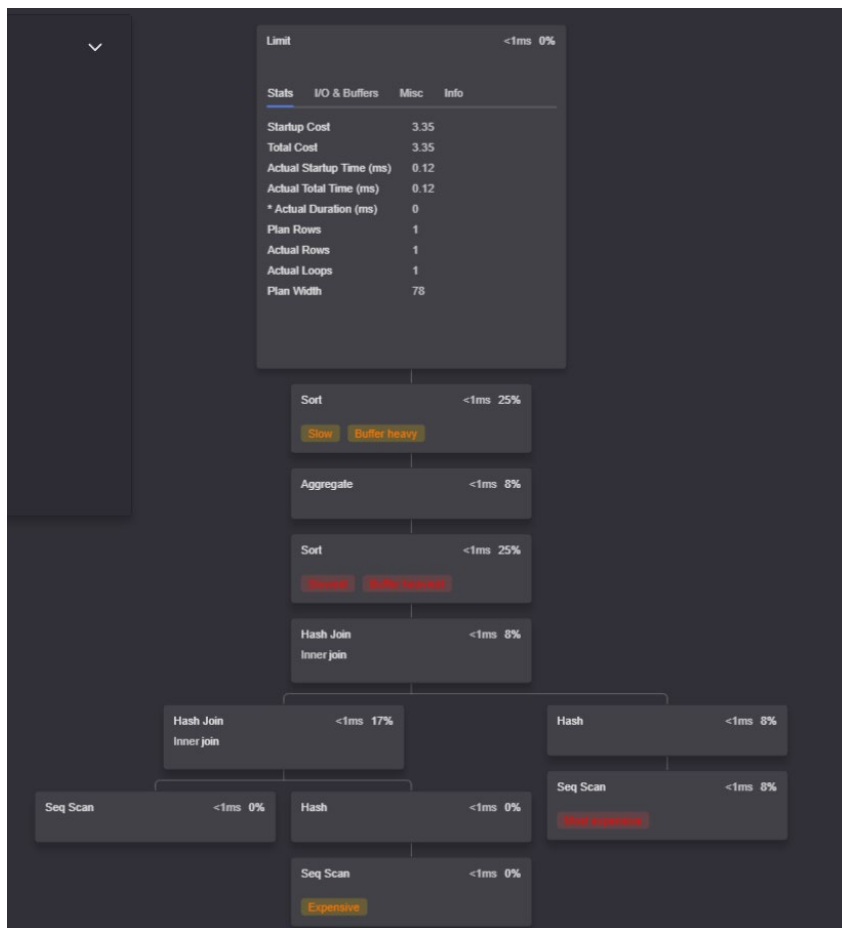 Limit <1ms 0%
Stats I/O & Buffers Misc Info
Startup Cost 3.35
Total Cost 3.35
Actual Startup Time (ms) 0.12
Actual Total Time (ms) 0.12
* Actual Duration (ms) 0
Plan Rows 1
Actual Rows 1
Actual Loops 1
Plan Width 78
Sort <1ms 25%
Slow Buffer heavy
Aggregate <1ms 8%
Sort <1ms 25%
Hash Join <1ms 8%
Inner join
Hash Join <1ms 17%
Inner join
Hash <1ms 8%
Seq Scan <1ms 8%
Seq Scan <1ms 0%
Hash <1ms 0%
Seq Scan <1ms 0%
Expensive